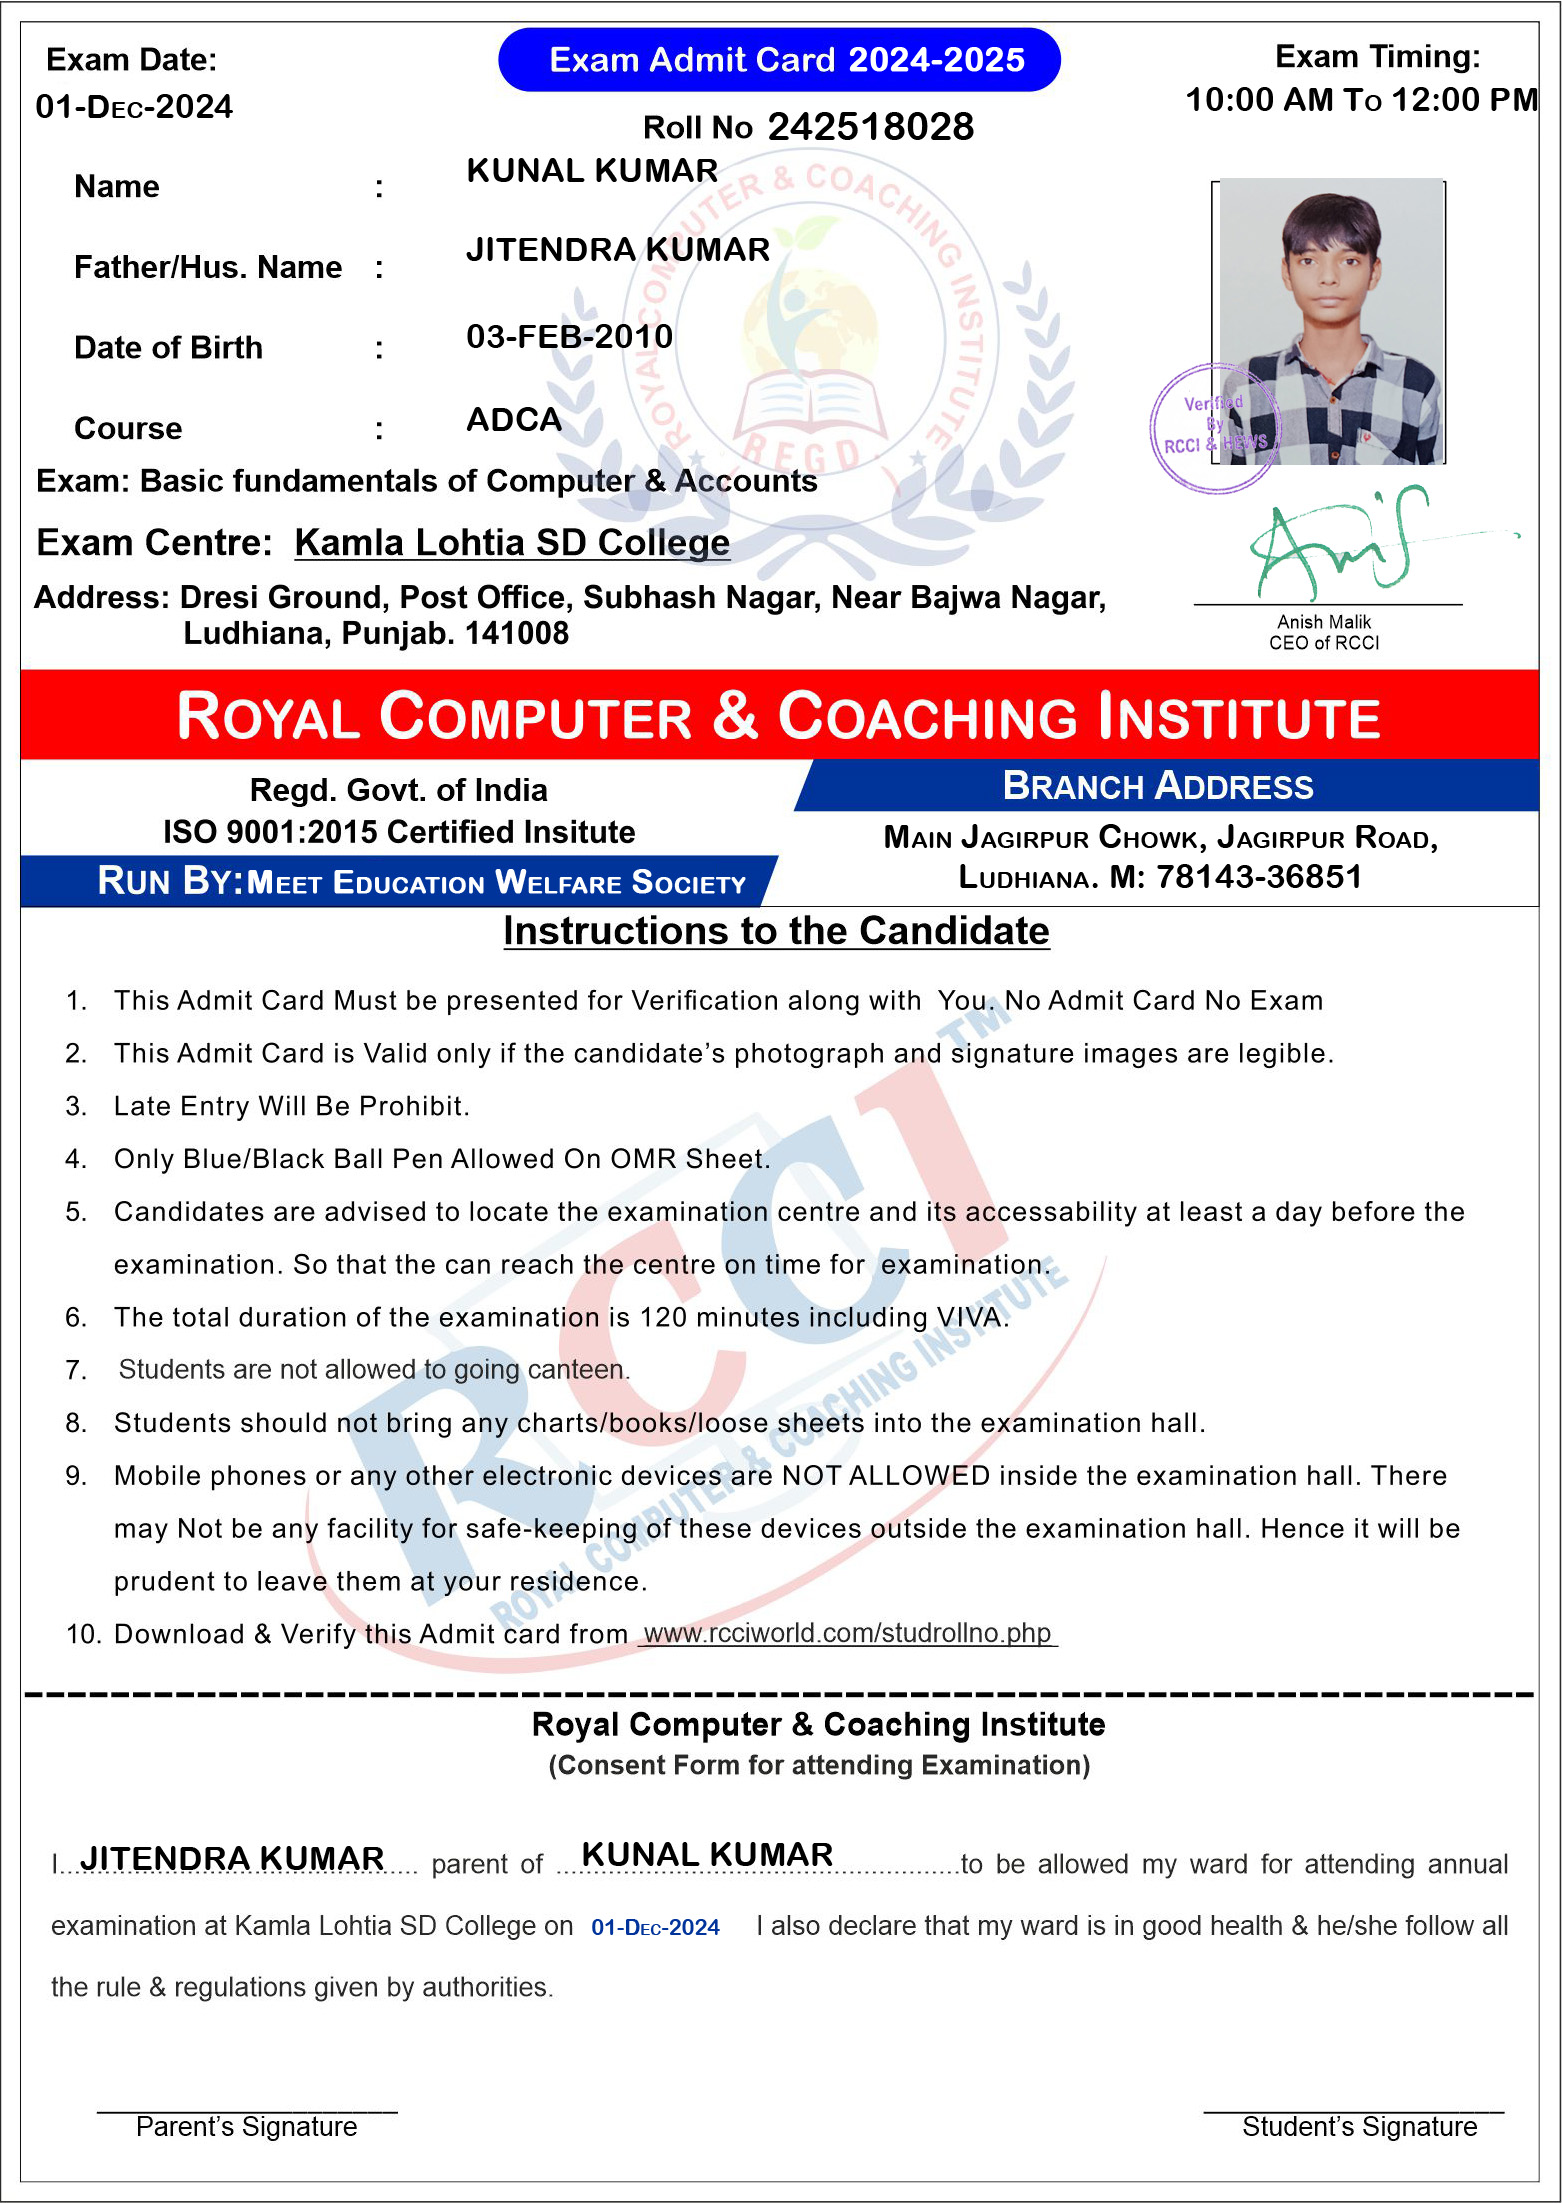 Exam Date:
01-DEC-2024
Exam Admit Card 2024-2025
Exam Timing:
10:00 AM TO 12:00 PM
Roll No 242518028
Name : KUNAL KUMAR
Father/Hus. Name : JITENDRA KUMAR
Date of Birth : 03-FEB-2010
Course : ADCA
ROYAL COMPUTER & COACHING INSTITUTE
REGD.
Verified
By
RCCI & HEWS
Exam: Basic fundamentals of Computer & Accounts
Exam Centre: Kamla Lohtia SD College
Address: Dresi Ground, Post Office, Subhash Nagar, Near Bajwa Nagar,
Ludhiana, Punjab. 141008
Anish Malik
CEO of RCCI
ROYAL COMPUTER & COACHING INSTITUTE
Regd. Govt. of India
ISO 9001:2015 Certified Insitute
RUN BY:MEET EDUCATION WELFARE SOCIETY
BRANCH ADDRESS
MAIN JAGIRPUR CHOWK, JAGIRPUR ROAD,
LUDHIANA. M: 78143-36851
Instructions to the Candidate
1. This Admit Card Must be presented for Verification along with You. No Admit Card No Exam
2. This Admit Card is Valid only if the candidate's photograph and signature images are legible.
3. Late Entry Will Be Prohibit.
4. Only Blue/Black Ball Pen Allowed On OMR Sheet.
5. Candidates are advised to locate the examination centre and its accessability at least a day before the
examination. So that the can reach the centre on time for examination.
6. The total duration of the examination is 120 minutes including VIVA.
7. Students are not allowed to going canteen.
8. Students should not bring any charts/books/loose sheets into the examination hall.
9. Mobile phones or any other electronic devices are NOT ALLOWED inside the examination hall. There
may Not be any facility for safe-keeping of these devices outside the examination hall. Hence it will be
prudent to leave them at your residence.
10. Download & Verify this Admit card from www.rcciworld.com/studrollno.php
RCCI TM
ROYAL COMPUTER & COACHING INSTITUTE
Royal Computer & Coaching Institute
(Consent Form for attending Examination)
I...JITENDRA KUMAR.... parent of ...KUNAL KUMAR................to be allowed my ward for attending annual
examination at Kamla Lohtia SD College on 01-DEC-2024 I also declare that my ward is in good health & he/she follow all
the rule & regulations given by authorities.
Parent's Signature
Student's Signature